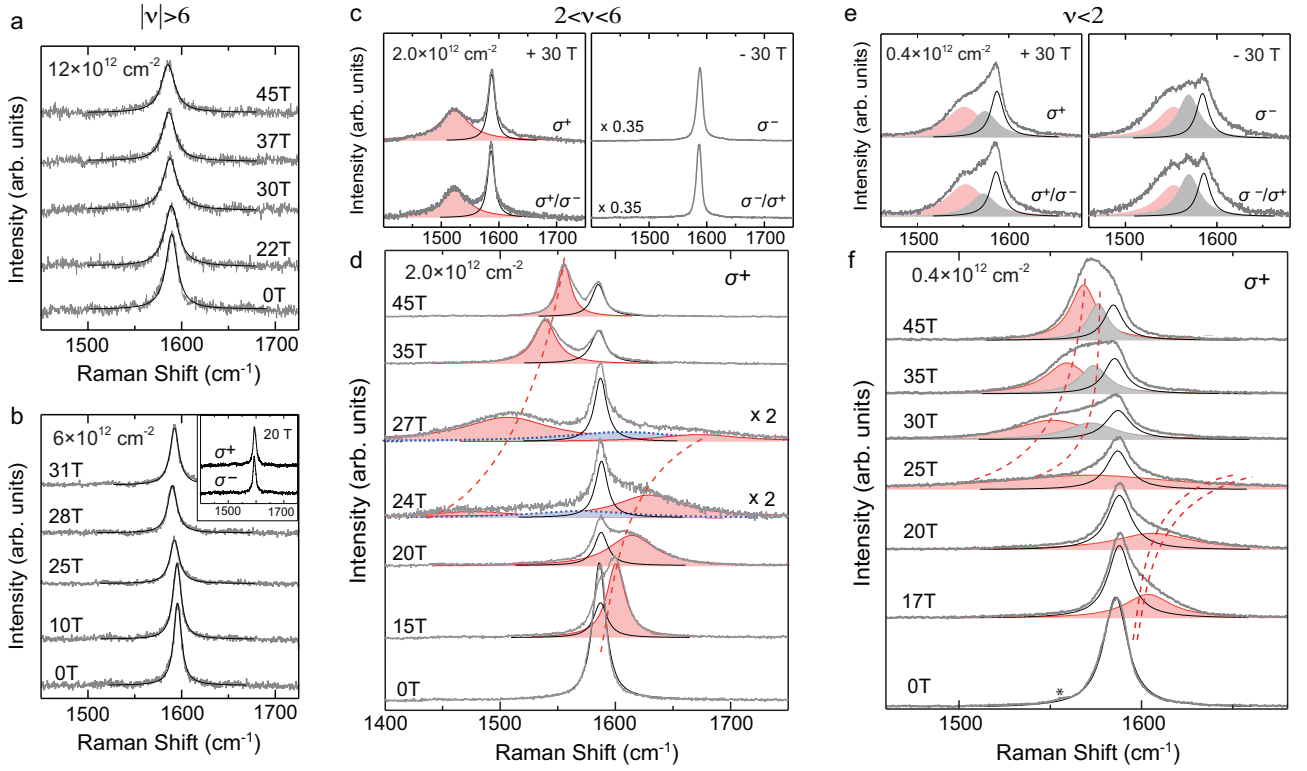 a
|ν|>6
12×10¹² cm⁻²
45T
37T
30T
22T
0T
1500
1600
1700
Raman Shift (cm⁻¹)
Intensity (arb. units)
b
6×10¹² cm⁻²
31T
28T
25T
10T
0T
20 T
σ+
σ−
1500
1700
1500
1600
1700
Raman Shift (cm⁻¹)
Intensity (arb. units)
c
2<ν<6
2.0×10¹² cm⁻²
+ 30 T
σ⁺
σ⁺/σ⁻
- 30 T
x 0.35
σ⁻
x 0.35
σ⁻/σ⁺
1500
1600
1700
1500
1600
1700
Intensity (arb. units)
d
2.0×10¹² cm⁻²
σ+
45T
35T
27T
x 2
24T
x 2
20T
15T
0T
1400
1500
1600
1700
Raman Shift (cm⁻¹)
Intensity (arb. units)
e
ν<2
0.4×10¹² cm⁻²
+ 30 T
σ⁺
σ⁺/σ⁻
- 30 T
σ⁻
σ⁻/σ⁺
1500
1600
1500
1600
Intensity (arb. units)
f
0.4×10¹² cm⁻²
σ+
45T
35T
30T
25T
20T
17T
0T
*
1500
1600
Raman Shift (cm⁻¹)
Intensity (arb. units)